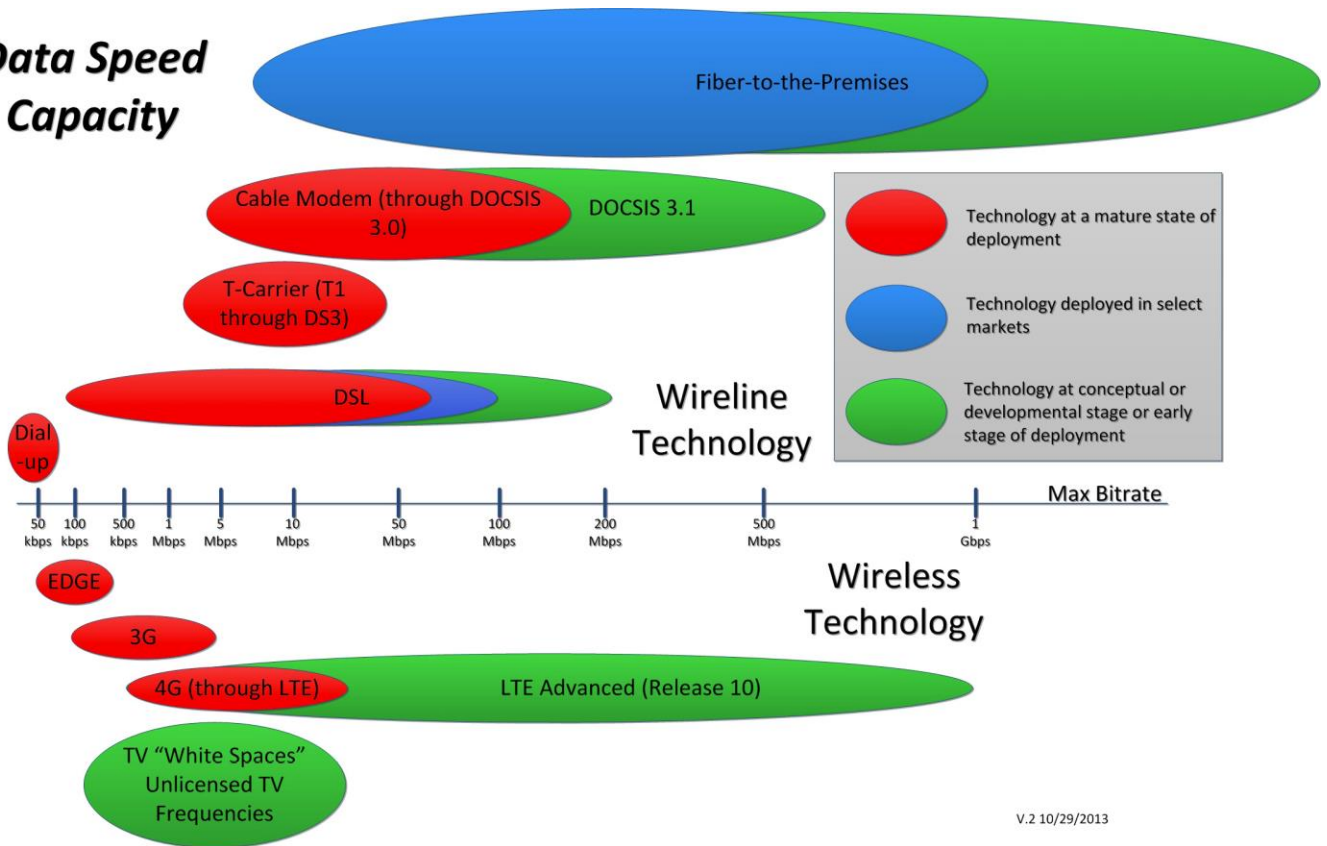 Data Speed
Capacity
Fiber-to-the-Premises
Cable Modem (through DOCSIS
3.0)
DOCSIS 3.1
T-Carrier (T1
through DS3)
DSL
Dial
-up
Wireline
Technology
Technology at a mature state of
deployment
Technology deployed in select
markets
Technology at conceptual or
developmental stage or early
stage of deployment
Max Bitrate
50
kbps
100
kbps
500
kbps
1
Mbps
5
Mbps
10
Mbps
50
Mbps
100
Mbps
200
Mbps
500
Mbps
1
Gbps
Wireless
Technology
EDGE
3G
4G (through LTE)
LTE Advanced (Release 10)
TV “White Spaces”
Unlicensed TV
Frequencies
V.2 10/29/2013